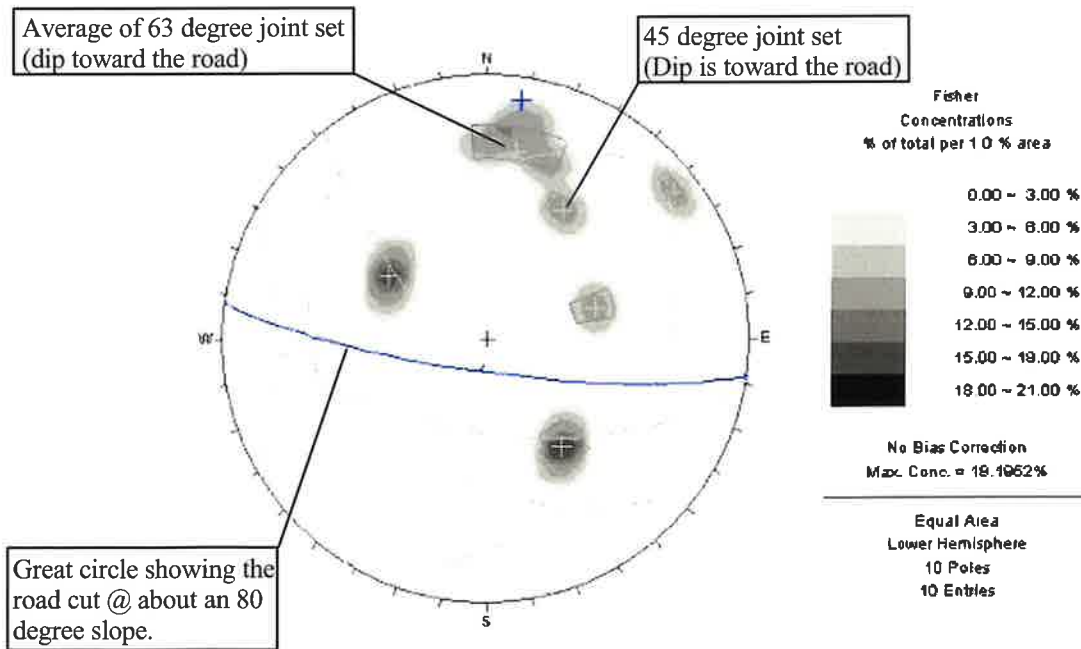 Average of 63 degree joint set
(dip toward the road)
45 degree joint set
(Dip is toward the road)
N
W
E
S
Fisher
Concentrations
% of total per 1.0 % area
0.00 ~ 3.00 %
3.00 ~ 6.00 %
6.00 ~ 9.00 %
9.00 ~ 12.00 %
12.00 ~ 15.00 %
15.00 ~ 18.00 %
18.00 ~ 21.00 %
No Bias Correction
Max. Conc. = 19.1952%
Equal Area
Lower Hemisphere
10 Poles
10 Entries
Great circle showing the
road cut @ about an 80
degree slope.